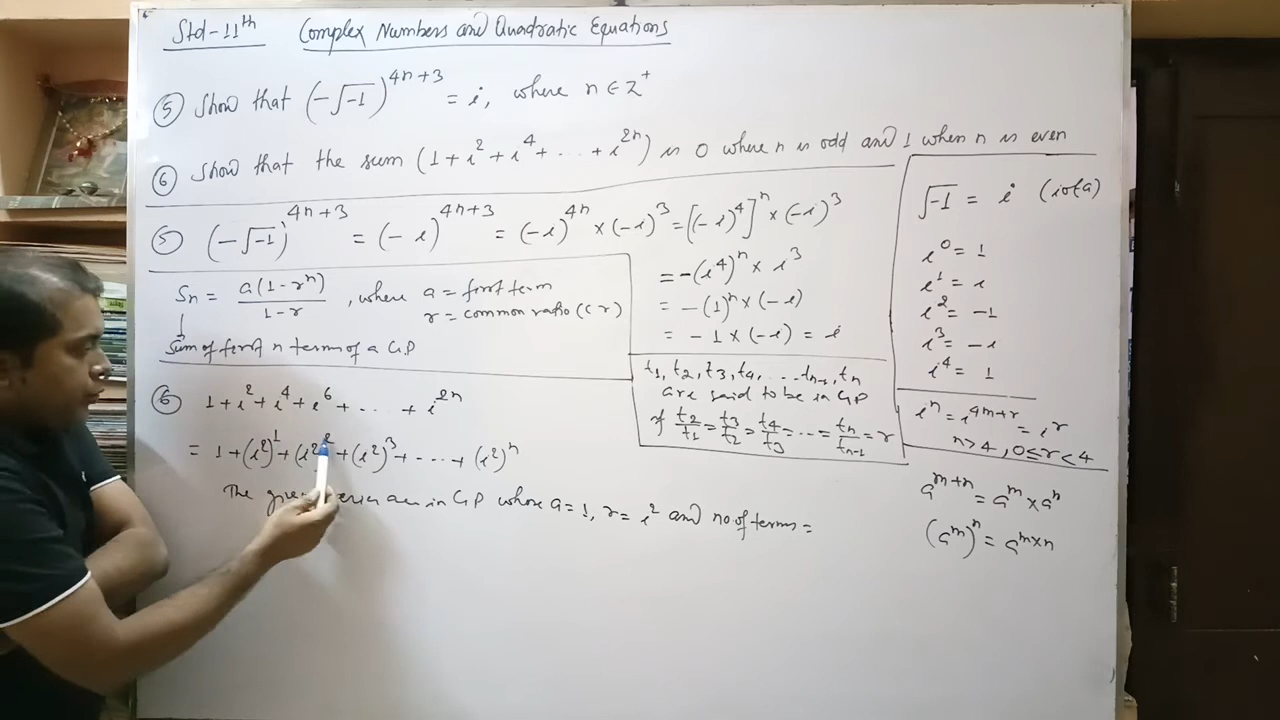 Std-11th Complex Numbers and Quadratic Equations
⑤ Show that (-√-1)^{4n+3} = i, where n ∈ Z⁺
⑥ Show that the sum (1 + i² + i⁴ + ... + i^{2n}) is 0 where n is odd and 1 when n is even
⑤ (-√-1)^{4n+3} = (-i)^{4n+3} = (-i)^{4n} × (-i)³ = [(-i)⁴]ⁿ × (-i)³
= -(i⁴)ⁿ × i³
= -(1)ⁿ × (-i)
= -1 × (-i) = i
Sn = a(1-rⁿ)/(1-r), where a = first term
r = common ratio (c r)
Sum of first n terms of a GP
t₁, t₂, t₃, t₄, ... tn-1, tn
are said to be in GP
if t₂/t₁ = t₃/t₂ = t₄/t₃ = ... = tn/tn-1 = r
⑥ 1 + i² + i⁴ + i⁶ + ... + i^{2n}
= 1 + (i²)¹ + (i²)² + (i²)³ + ... + (i²)ⁿ
The are in GP whose a = 1, r = i² and no of terms =
√-1 = i (iota)
i⁰ = 1
i¹ = i
i² = -1
i³ = -i
i⁴ = 1
iⁿ = i^{4m+r} = i^r
n>4, 0≤r<4
a^{m+n} = a^m × a^n
(a^m)^n = a^{m×n}